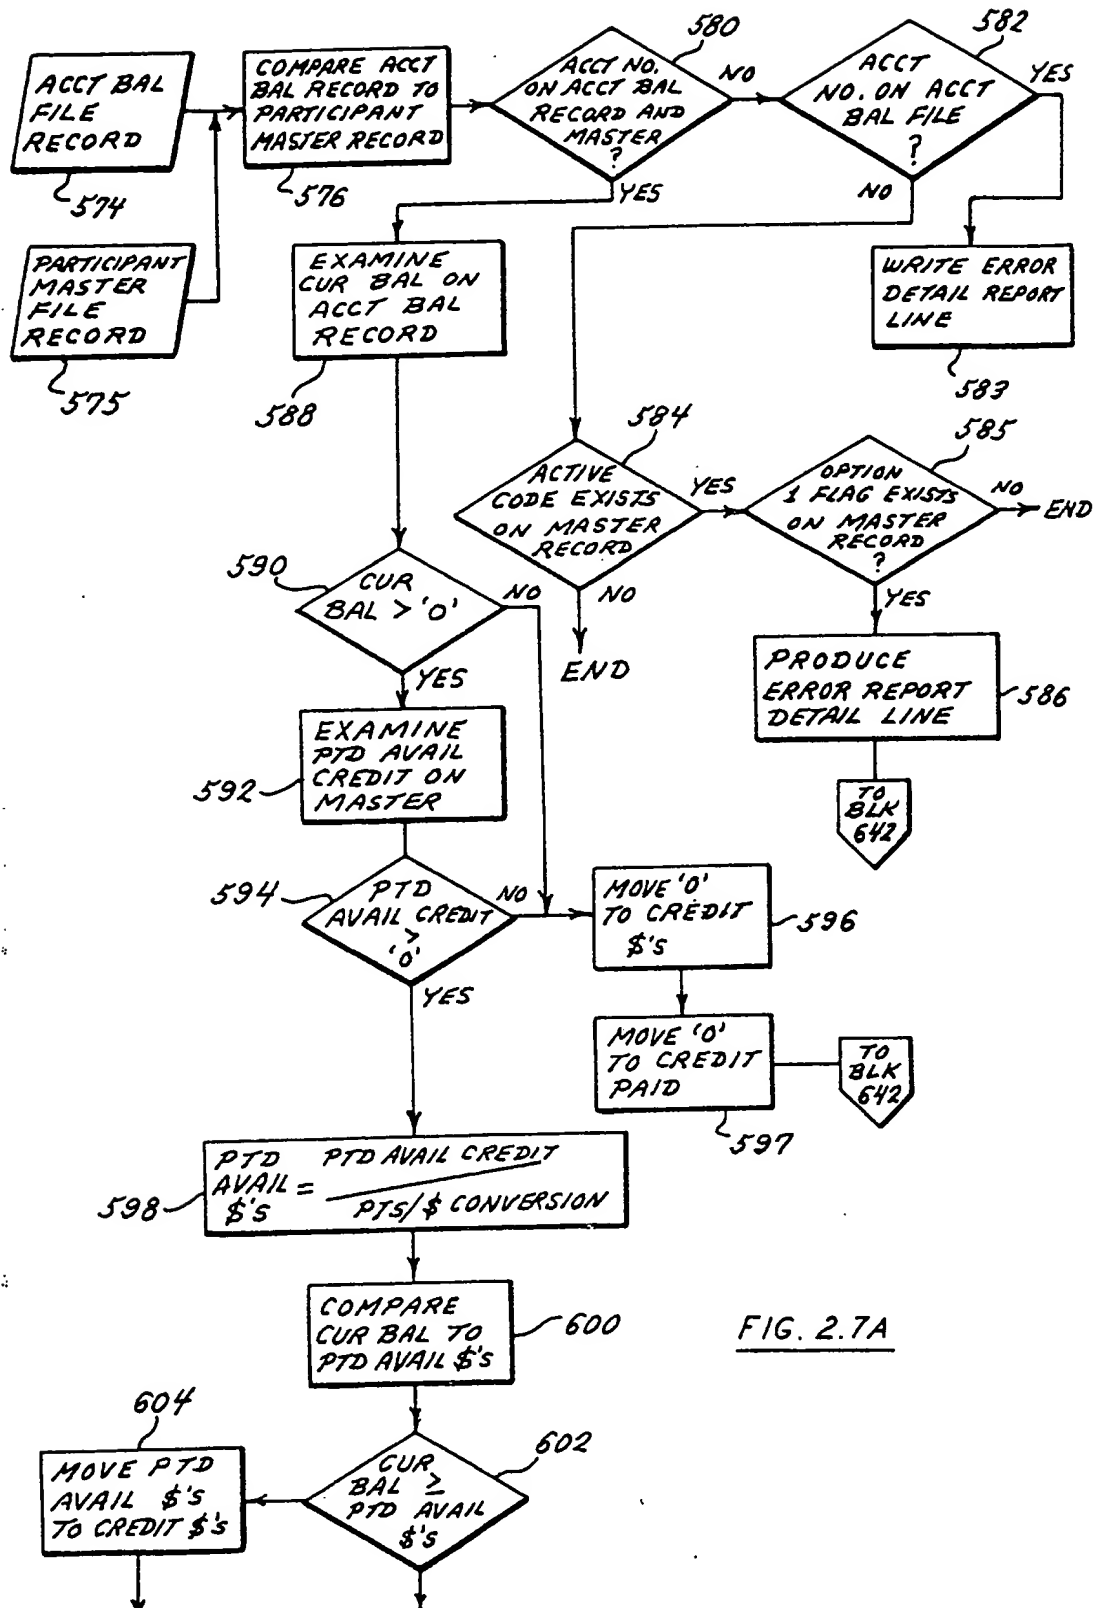 ACCT BAL
FILE
RECORD
574
PARTICIPANT
MASTER
FILE
RECORD
575
COMPARE ACCT
BAL RECORD TO
PARTICIPANT
MASTER RECORD
576
ACCT NO.
ON ACCT BAL
RECORD AND
MASTER
?
580
NO
YES
ACCT
NO. ON ACCT
BAL FILE
?
582
YES
NO
WRITE ERROR
DETAIL REPORT
LINE
583
EXAMINE
CUR BAL ON
ACCT BAL
RECORD
588
ACTIVE
CODE EXISTS
ON MASTER
RECORD
584
YES
NO
END
OPTION
1 FLAG EXISTS
ON MASTER
RECORD
?
585
NO
END
YES
PRODUCE
ERROR REPORT
DETAIL LINE
586
TO
BLK
642
590
CUR
BAL > 'O'
NO
YES
EXAMINE
PTD AVAIL
CREDIT ON
MASTER
592
594
PTD
AVAIL CREDIT
>
'O'
NO
YES
MOVE 'O'
TO CREDIT
$'S
596
MOVE 'O'
TO CREDIT
PAID
597
TO
BLK
642
598
PTD
AVAIL =
$'S
PTD AVAIL CREDIT
PTS/$ CONVERSION
COMPARE
CUR BAL TO
PTD AVAIL $'S
600
FIG. 2.7A
604
MOVE PTD
AVAIL $'S
TO CREDIT $'S
602
CUR
BAL ≥
PTD AVAIL
$'S